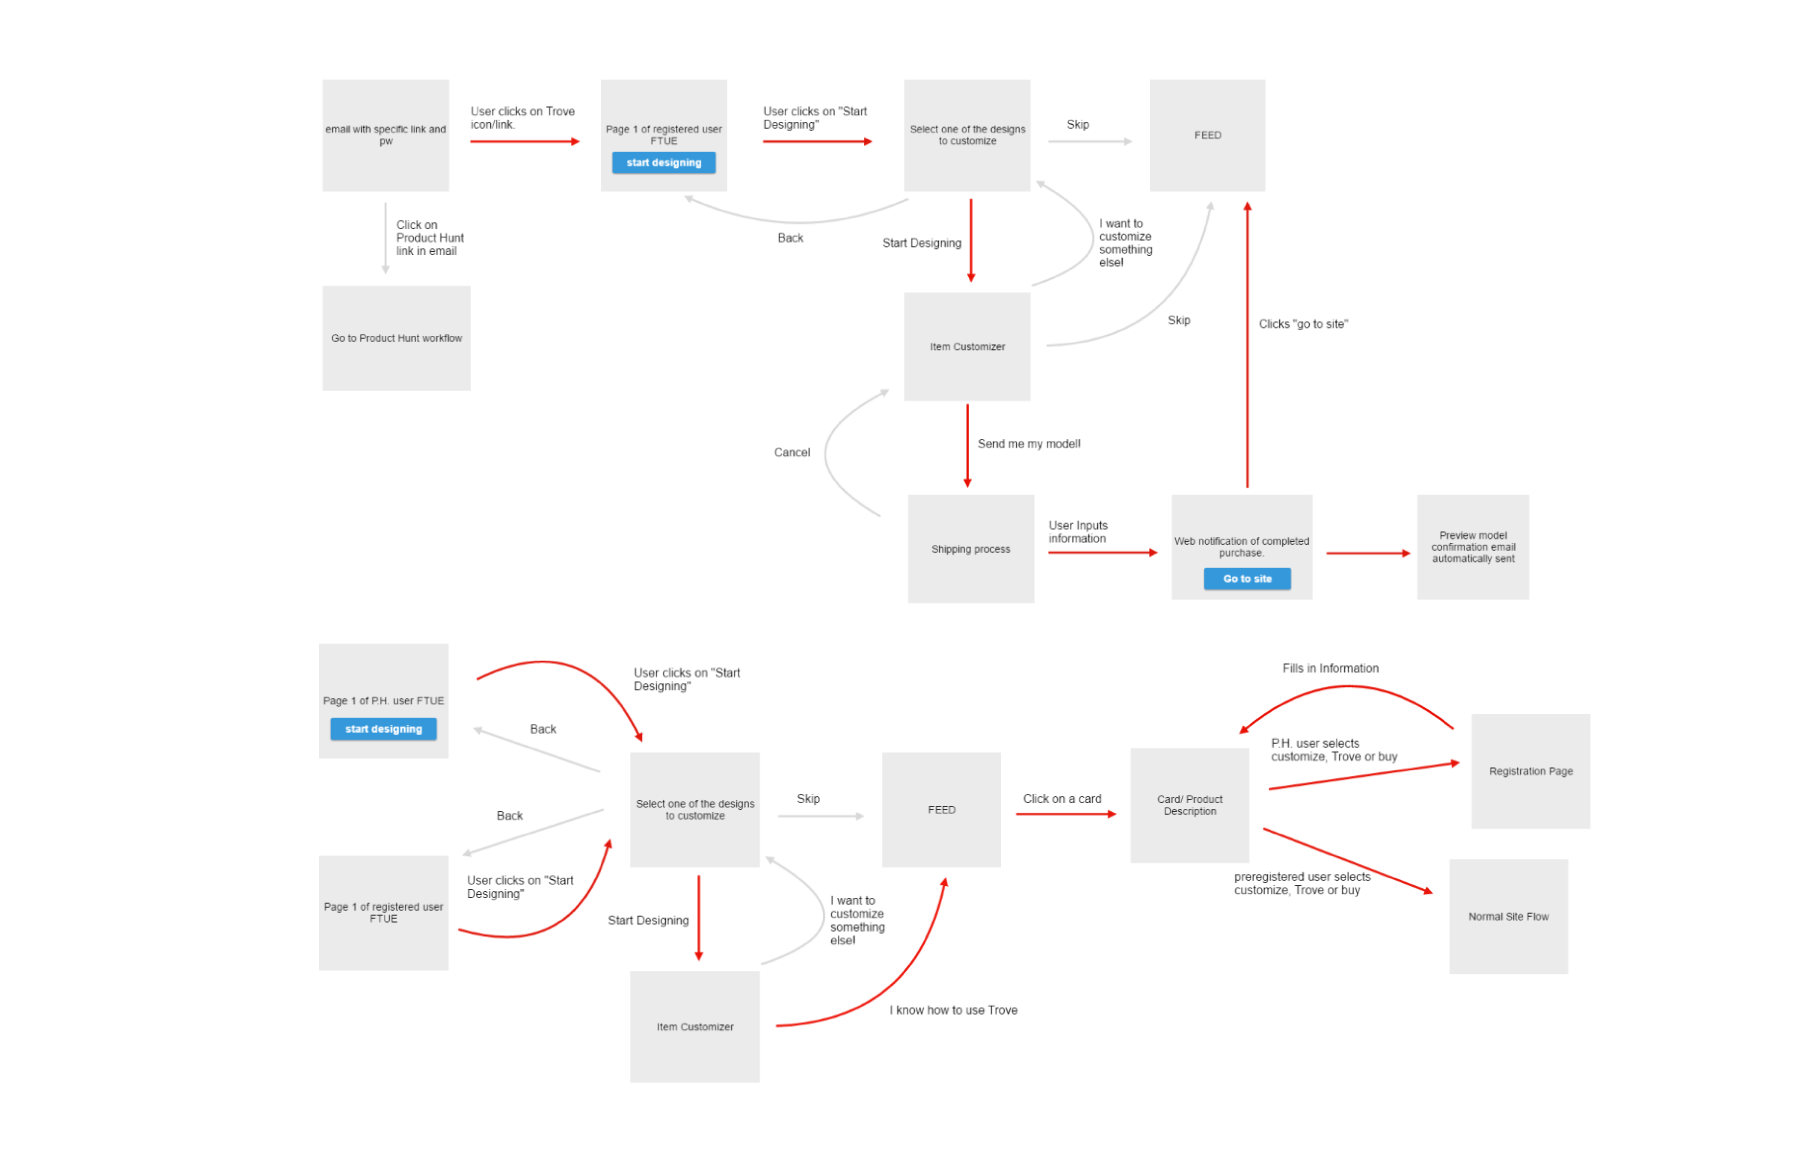 email with specific link and
pw
User clicks on Trove
icon/link.
Page 1 of registered user
FTUE
start designing
User clicks on "Start
Designing"
Select one of the designs
to customize
Skip
FEED
Click on
Product Hunt
link in email
Back
Start Designing
I want to
customize
something
else!
Go to Product Hunt workflow
Item Customizer
Skip
Clicks "go to site"
Cancel
Send me my model!
Shipping process
User Inputs
information
Web notification of completed
purchase.
Go to site
Preview model
confirmation email
automatically sent
Page 1 of P.H. user FTUE
start designing
User clicks on "Start
Designing"
Back
Back
Select one of the designs
to customize
Skip
FEED
Click on a card
Card/ Product
Description
Fills in Information
P.H. user selects
customize, Trove or buy
Registration Page
Page 1 of registered user
FTUE
User clicks on "Start
Designing"
Start Designing
I want to
customize
something
else!
preregistered user selects
customize, Trove or buy
Normal Site Flow
Item Customizer
I know how to use Trove